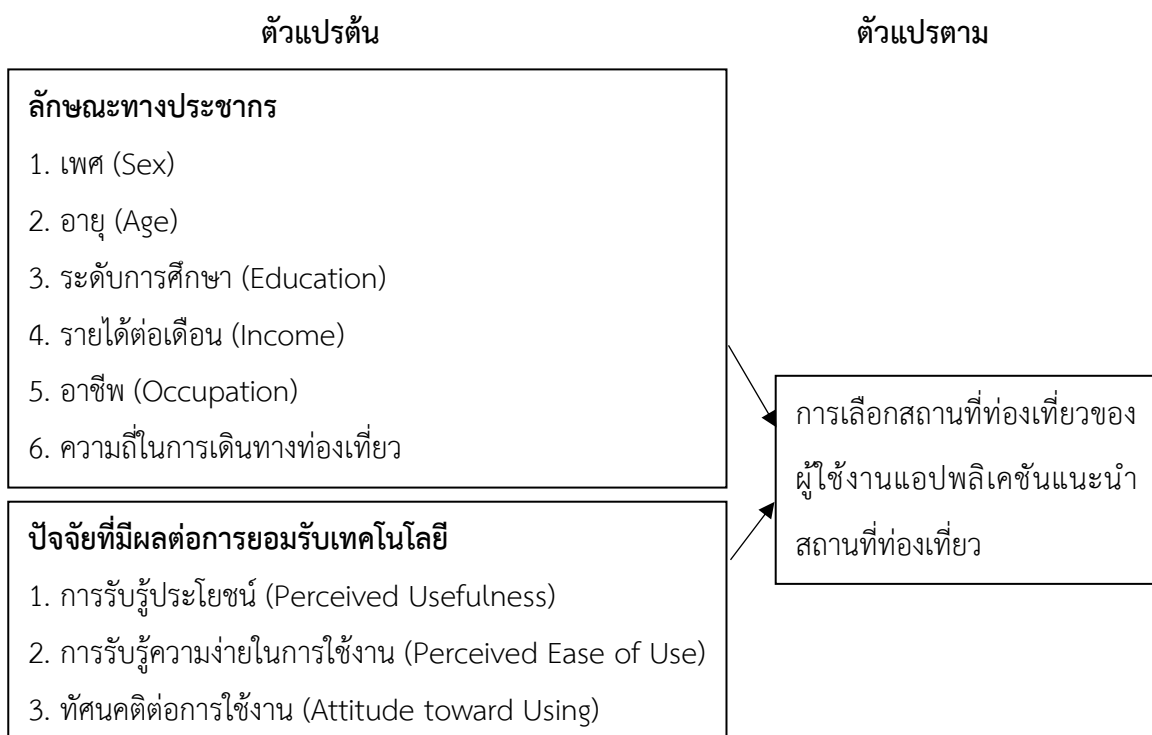 ตัวแปรต้น
ตัวแปรตาม
ลักษณะทางประชากร
1. เพศ (Sex)
2. อายุ (Age)
3. ระดับการศึกษา (Education)
4. รายได้ต่อเดือน (Income)
5. อาชีพ (Occupation)
6. ความถี่ในการเดินทางท่องเที่ยว
ปัจจัยที่มีผลต่อการยอมรับเทคโนโลยี
1. การรับรู้ประโยชน์ (Perceived Usefulness)
2. การรับรู้ความง่ายในการใช้งาน (Perceived Ease of Use)
3. ทัศนคติต่อการใช้งาน (Attitude toward Using)
การเลือกสถานที่ท่องเที่ยวของ
ผู้ใช้งานแอปพลิเคชันแนะนำ
สถานที่ท่องเที่ยว